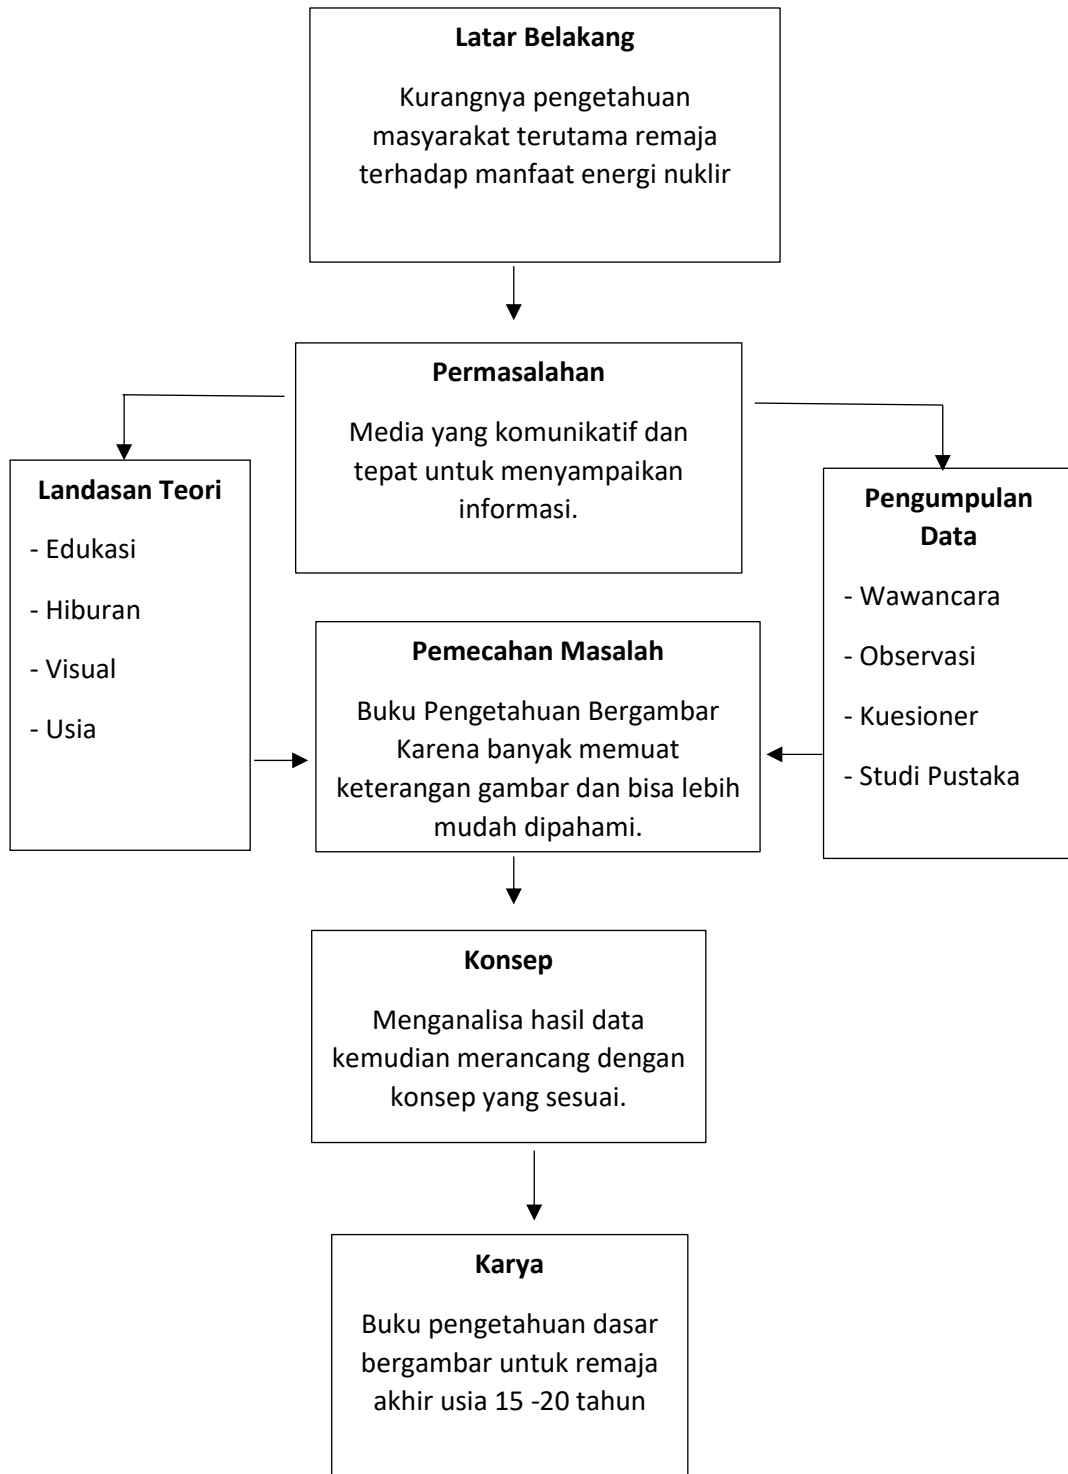 Latar Belakang
Kurangnya pengetahuan
masyarakat terutama remaja
terhadap manfaat energi nuklir
Permasalahan
Media yang komunikatif dan
tepat untuk menyampaikan
informasi.
Landasan Teori
- Edukasi
- Hiburan
- Visual
- Usia
Pengumpulan
Data
- Wawancara
- Observasi
- Kuesioner
- Studi Pustaka
Pemecahan Masalah
Buku Pengetahuan Bergambar
Karena banyak memuat
keterangan gambar dan bisa lebih
mudah dipahami.
Konsep
Menganalisa hasil data
kemudian merancang dengan
konsep yang sesuai.
Karya
Buku pengetahuan dasar
bergambar untuk remaja
akhir usia 15 -20 tahun